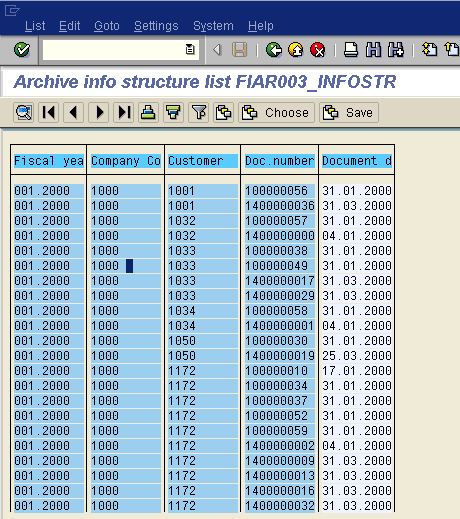 List Edit Goto Settings System Help
Archive info structure list FIAR003_INFOSTR
Choose Save
Fiscal yea Company Co Customer Doc.number Document d
001.2000 1000 1001 100000056 31.01.2000
001.2000 1000 1001 1400000036 31.03.2000
001.2000 1000 1032 100000057 31.01.2000
001.2000 1000 1032 1400000000 04.01.2000
001.2000 1000 1033 100000038 31.01.2000
001.2000 1000 1033 100000049 31.01.2000
001.2000 1000 1033 1400000017 31.03.2000
001.2000 1000 1033 1400000029 31.03.2000
001.2000 1000 1034 100000058 31.01.2000
001.2000 1000 1034 1400000001 04.01.2000
001.2000 1000 1050 100000030 31.01.2000
001.2000 1000 1050 1400000019 25.03.2000
001.2000 1000 1172 100000010 17.01.2000
001.2000 1000 1172 100000034 31.01.2000
001.2000 1000 1172 100000037 31.01.2000
001.2000 1000 1172 100000052 31.01.2000
001.2000 1000 1172 100000059 31.01.2000
001.2000 1000 1172 1400000002 04.01.2000
001.2000 1000 1172 1400000009 31.03.2000
001.2000 1000 1172 1400000013 31.03.2000
001.2000 1000 1172 1400000016 31.03.2000
001.2000 1000 1172 1400000032 31.03.2000